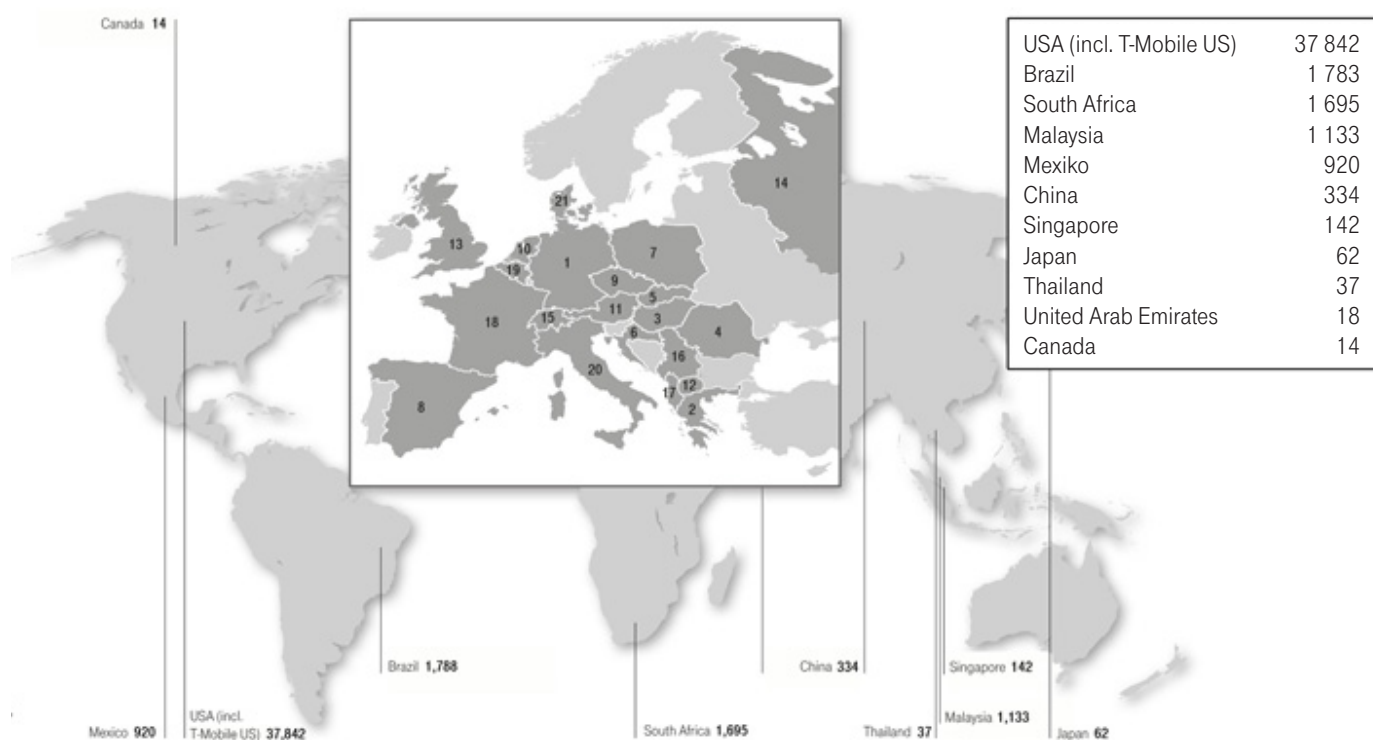 Canada 14
USA (incl. T-Mobile US) 37 842
Brazil 1 783
South Africa 1 695
Malaysia 1 133
Mexiko 920
China 334
Singapore 142
Japan 62
Thailand 37
United Arab Emirates 18
Canada 14
14
21
13
10
7
1
19
9
5
11
15
3
18
6
4
16
20
12
17
8
2
Brazil 1,788
China 334
Singapore 142
Mexico 920
USA (incl.
T-Mobile US) 37,842
South Africa 1,695
Thailand 37
Malaysia 1,133
Japan 62